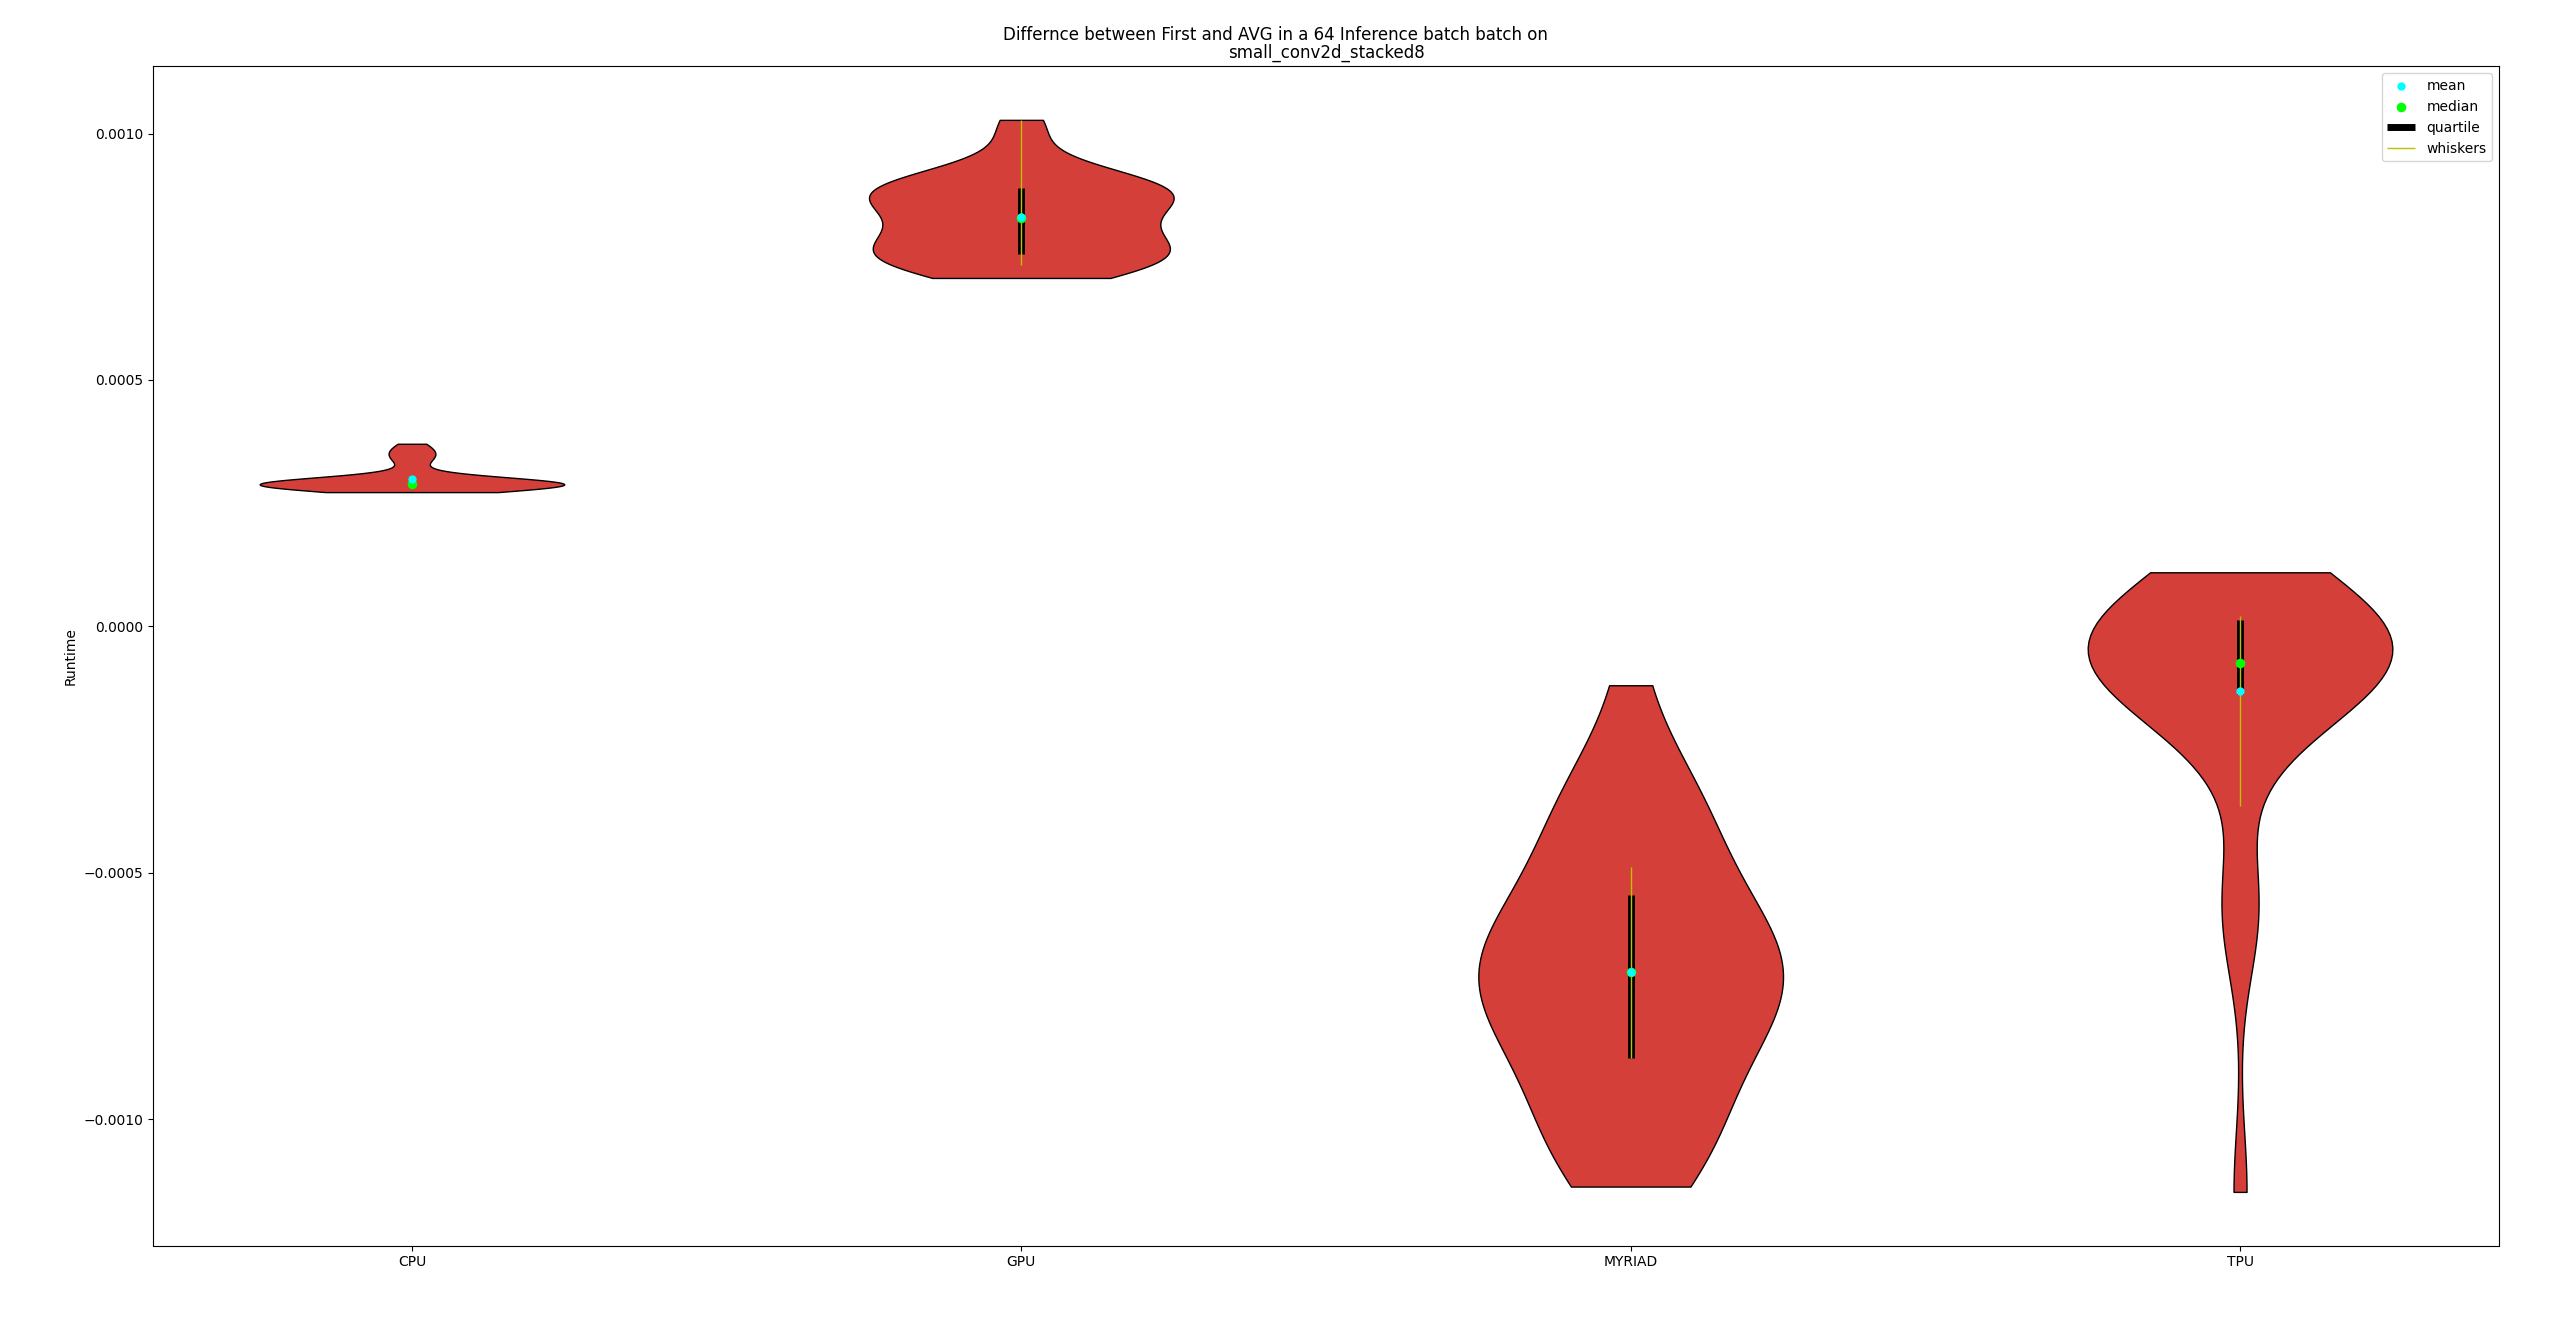 Differnce between First and AVG in a 64 Inference batch batch on
small_conv2d_stacked8
mean
median
quartile
whiskers
0.0010
0.0005
0.0000
−0.0005
−0.0010
Runtime
CPU
GPU
MYRIAD
TPU